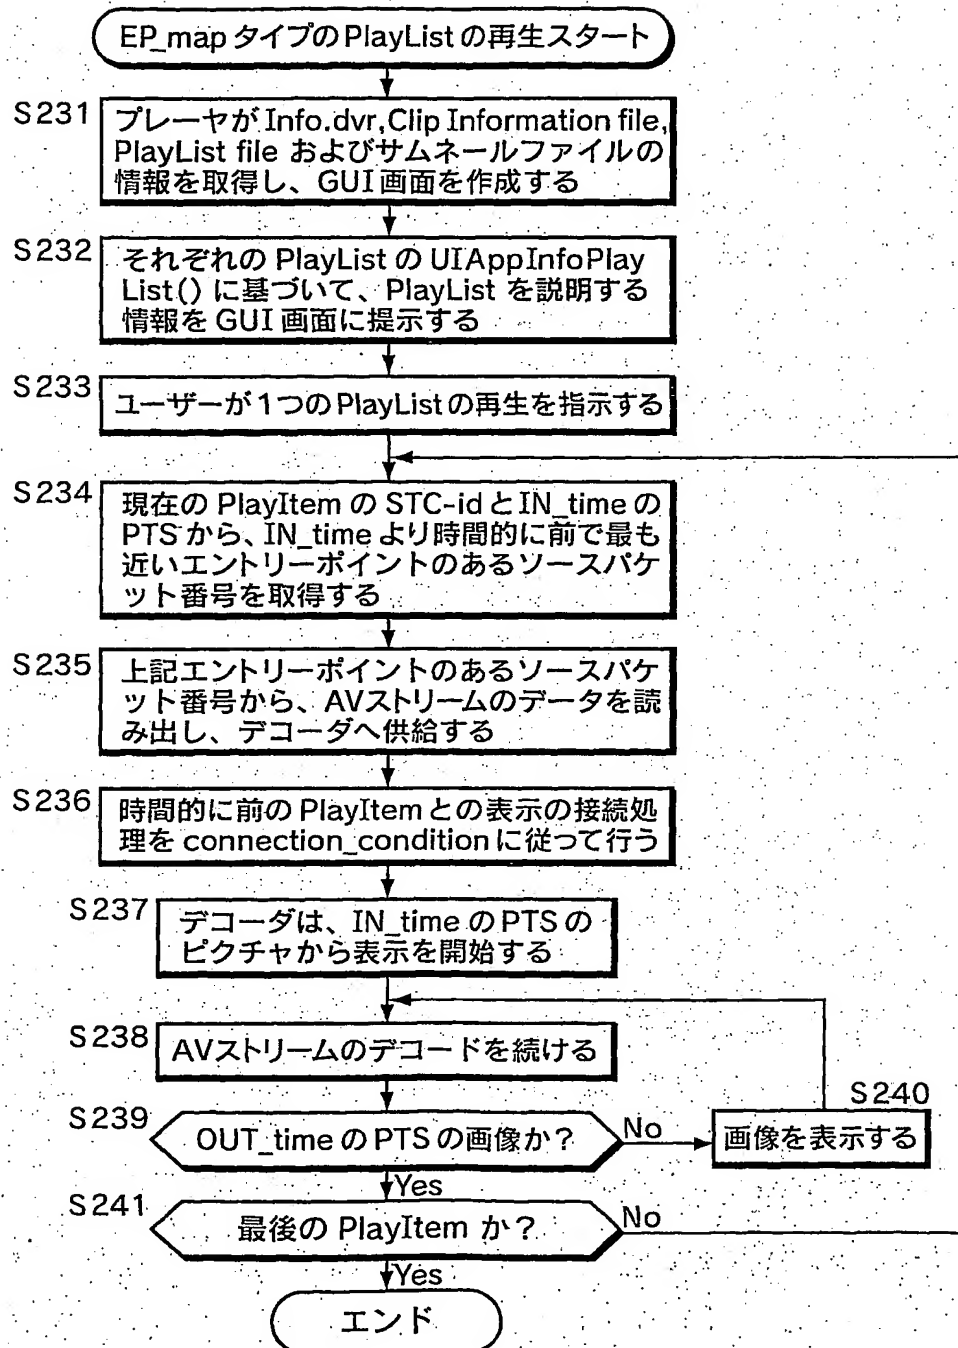 EP_map タイプの PlayList の再生スタート
S231
プレーヤが Info.dvr,Clip Information file,
PlayList file およびサムネールファイルの
情報を取得し、GUI画面を作成する
S232
それぞれの PlayList の UIAppInfoPlay
List() に基づいて、PlayList を説明する
情報を GUI 画面に提示する
S233
ユーザーが1つのPlayListの再生を指示する
S234
現在の PlayItem の STC-id と IN_time の
PTS から、IN_time より時間的に前で最も
近いエントリーポイントのあるソースパケ
ット番号を取得する
S235
上記エントリーポイントのあるソースパケ
ット番号から、AVストリームのデータを読
み出し、デコーダへ供給する
S236
時間的に前の PlayItem との表示の接続処
理を connection_condition に従つて行う
S237
デコーダは、IN_time の PTS の
ピクチャから表示を開始する
S238
AVストリームのデコードを続ける
S239
OUT_time の PTS の画像か？
No
S240
画像を表示する
Yes
S241
最後の PlayItem か？
No
Yes
エンド